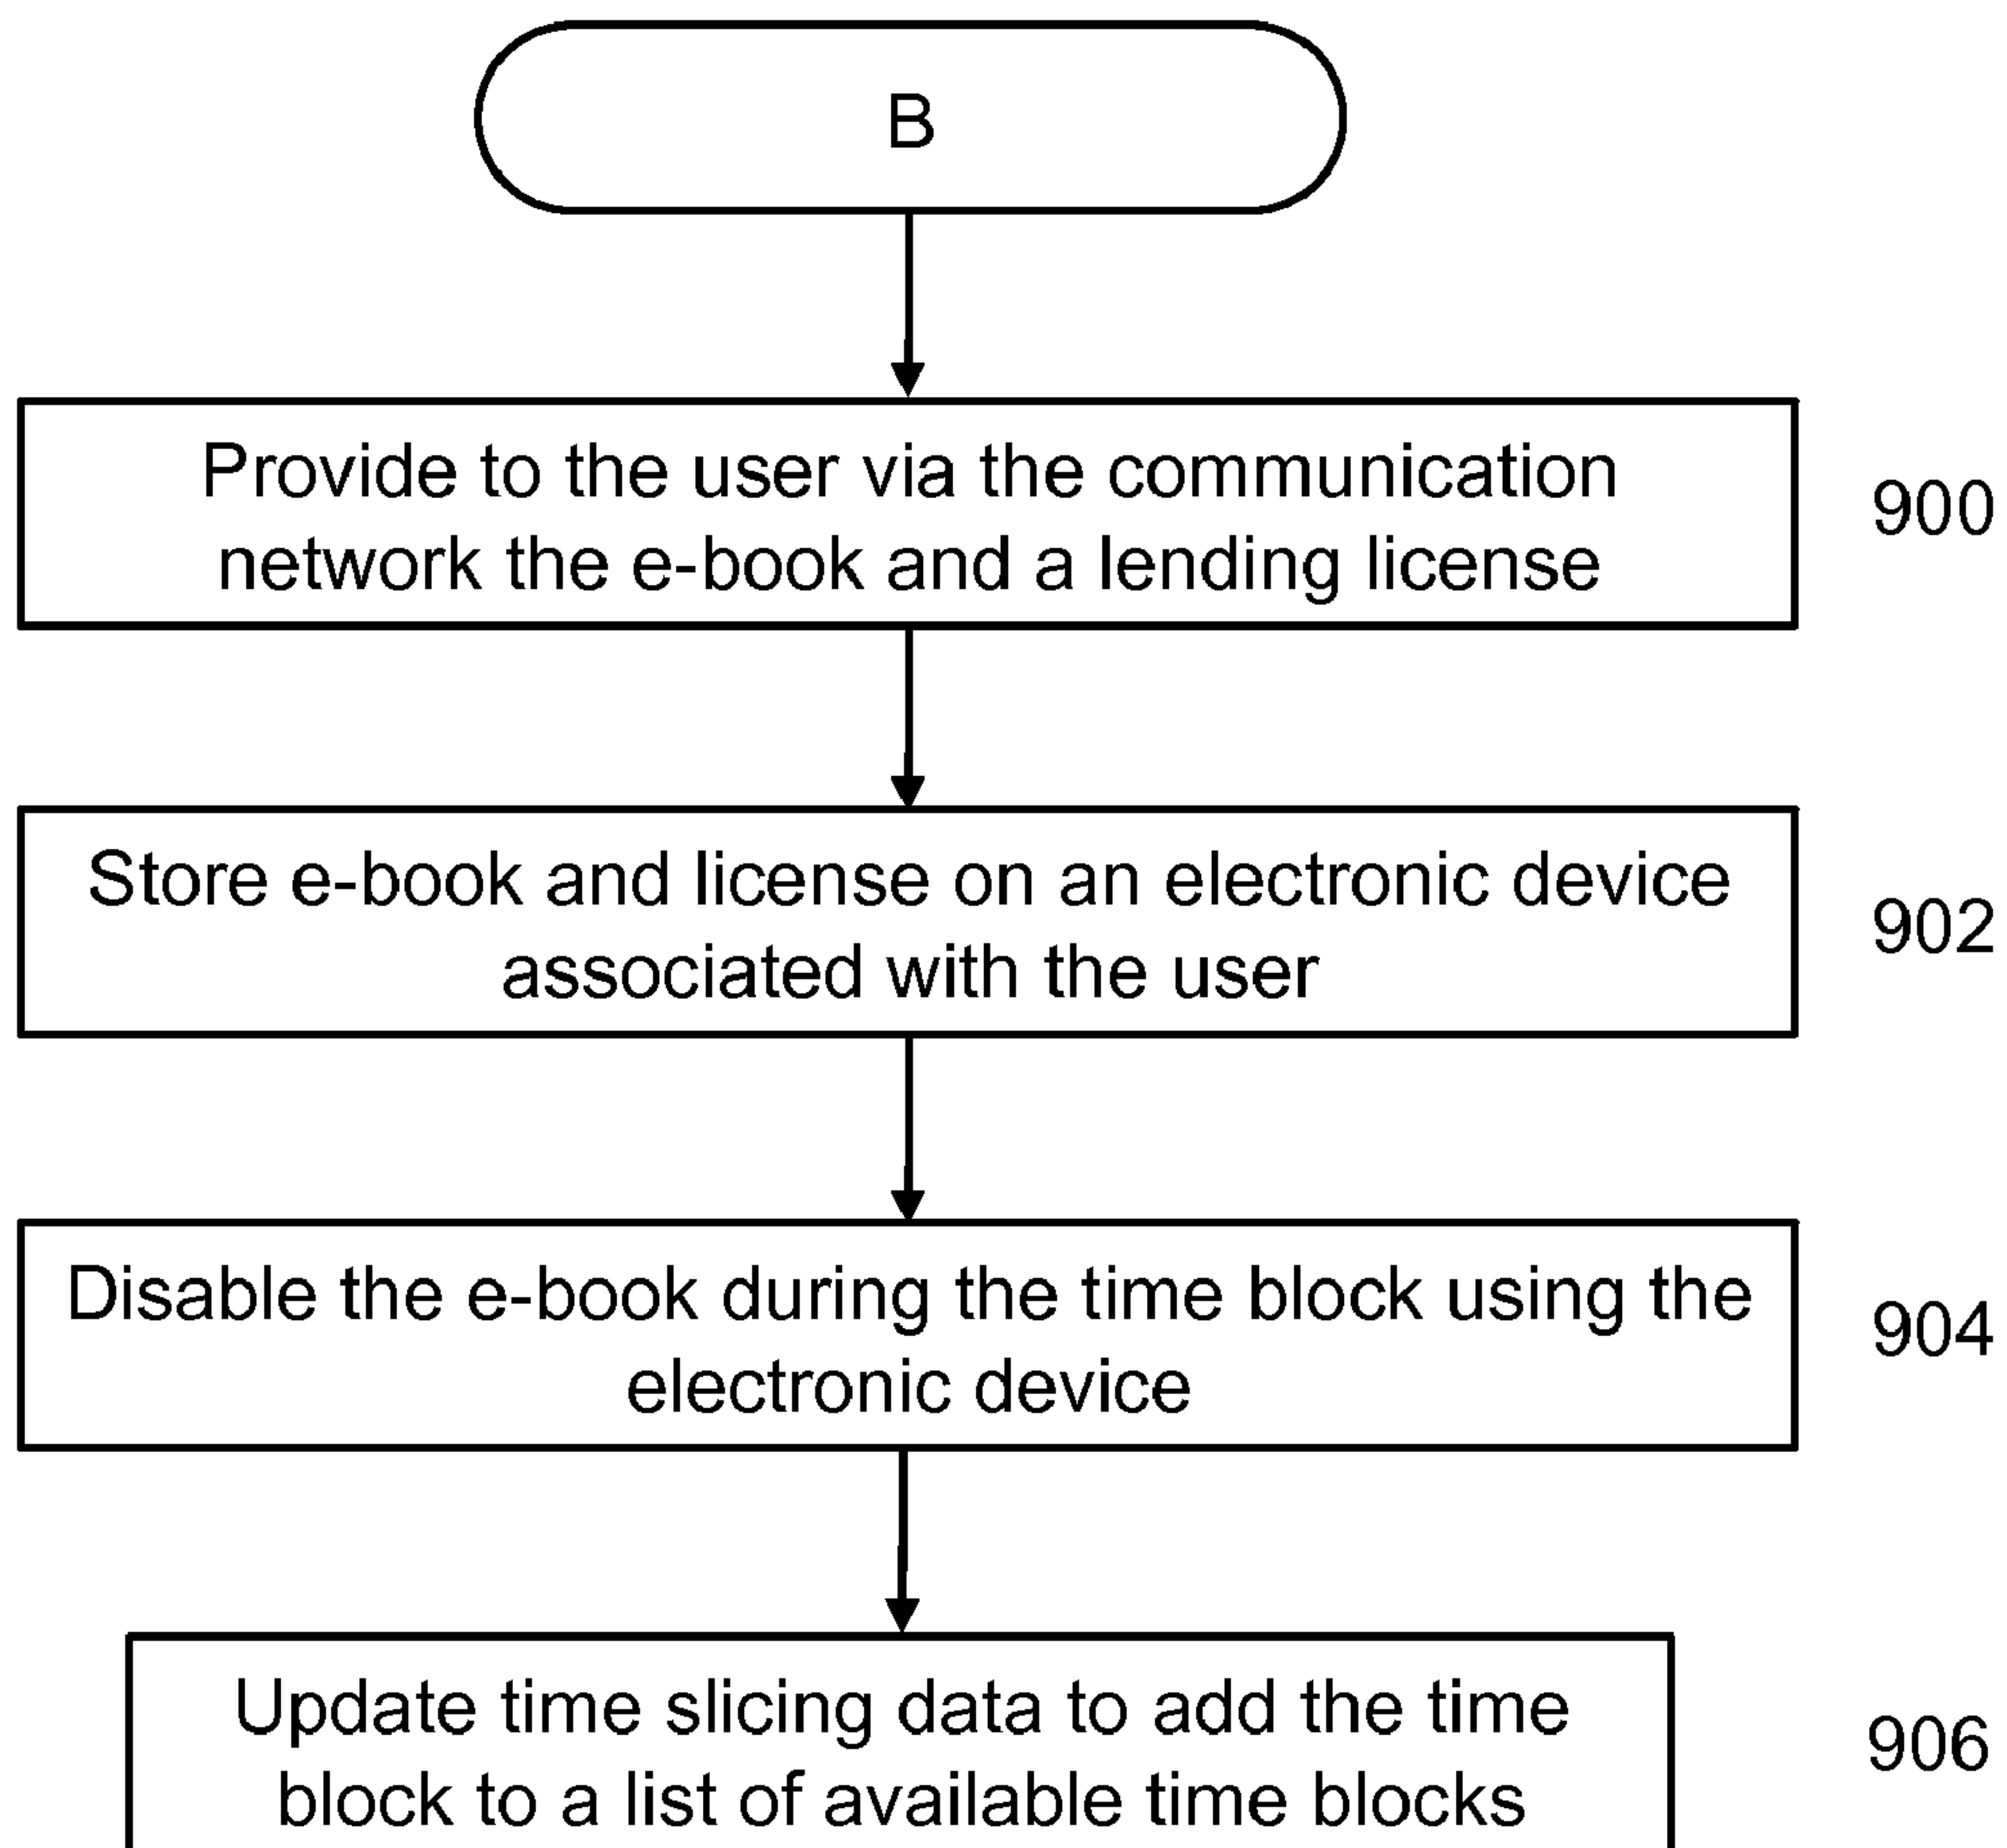 B
Provide to the user via the communication
network the e-book and a lending license
900
Store e-book and license on an electronic device
associated with the user
902
Disable the e-book during the time block using the
electronic device
904
Update time slicing data to add the time
block to a list of available time blocks
906